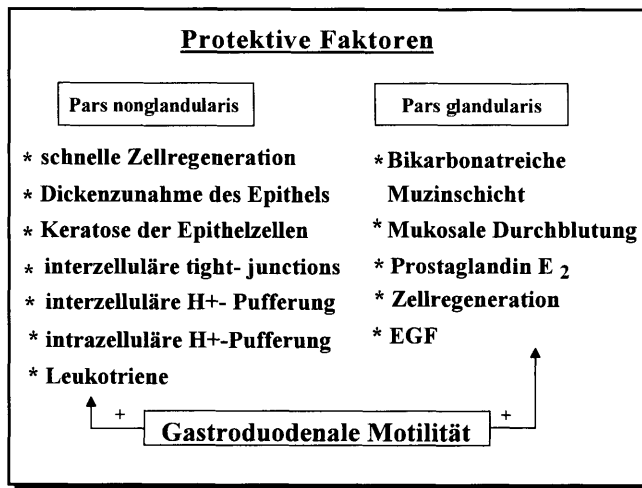 Protektive Faktoren
Pars nonglandularis
* schnelle Zellregeneration
* Dickenzunahme des Epithels
* Keratose der Epithelzellen
* interzelluläre tight- junctions
* interzelluläre H+- Pufferung
* intrazelluläre H+-Pufferung
* Leukotriene
Pars glandularis
* Bikarbonatreiche
Muzinschicht
* Mukosale Durchblutung
* Prostaglandin E 2
* Zellregeneration
* EGF
+
+
Gastroduodenale Motilität